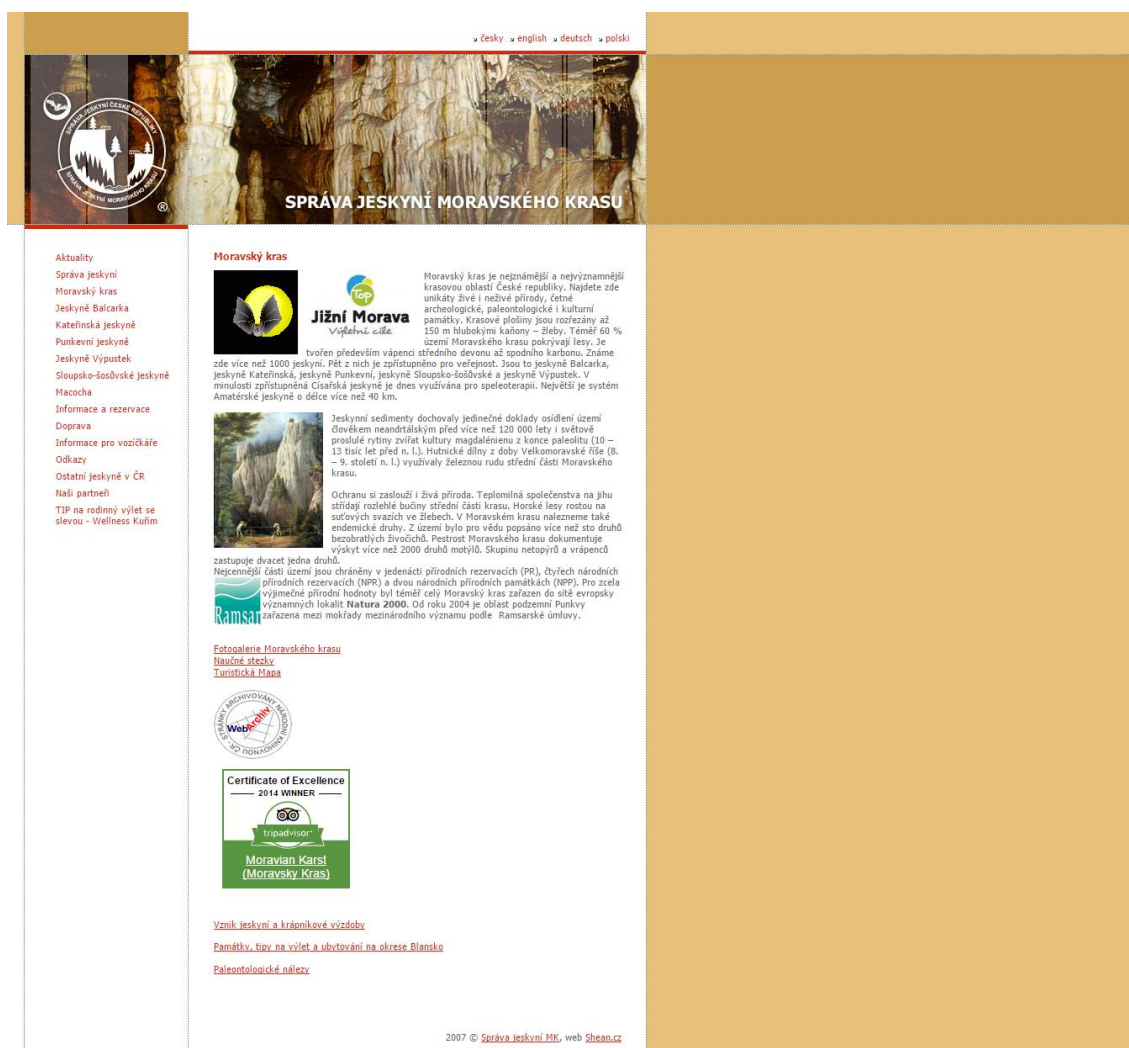 česky english deutsch polski
SPRÁVA JESKYNÍ ČESKÉ REPUBLIKY
SPRÁVA JESKYNÍ MORAVSKÉHO KRASU
®
SPRÁVA JESKYNÍ MORAVSKÉHO KRASU
Aktuality
Správa jeskyní
Moravský kras
Jeskyně Balcarka
Kateřinská jeskyně
Punkevní jeskyně
Jeskyně Výpustek
Sloupsko-šosůvské jeskyně
Macocha
Informace a rezervace
Doprava
Informace pro vozíčkáře
Odkazy
Ostatní jeskyně v ČR
Naši partneři
TIP na rodinný výlet se
slevou - Wellness Kuřim
Moravský kras
Top
Jižní Morava
Výletní cíle
Moravský kras je nejznámější a nejvýznamnější
krasovou oblastí České republiky. Najdete zde
unikáty živé i neživé přírody, četné
archeologické, paleontologické i kulturní
památky. Krasové plošiny jsou rozřezány až
150 m hlubokými kaňony – žleby. Téměř 60 %
území Moravského krasu pokrývají lesy. Je
tvořen především vápenci středního devonu až spodního karbonu. Známe
zde více než 1000 jeskyní. Pět z nich je zpřístupněno pro veřejnost. Jsou to jeskyně Balcarka,
jeskyně Kateřinská, jeskyně Punkevní, jeskyně Sloupsko-šošůvské a jeskyně Výpustek. V
minulosti zpřístupněná Císařská jeskyně je dnes využívána pro speleoterapii. Největší je systém
Amatérské jeskyně o délce více než 40 km.
Jeskynní sedimenty dochovaly jedinečné doklady osídlení území
člověkem neandrtálským před více než 120 000 lety i světově
proslulé rytiny zvířat kultury magdalénienu z konce paleolitu (10 –
13 tisíc let před n. l.). Hutnické dílny z doby Velkomoravské říše (8.
– 9. století n. l.) využívaly železnou rudu střední části Moravského
krasu.
Ochranu si zaslouží i živá příroda. Teplomilná společenstva na jihu
střídají rozlehlé bučiny střední části krasu. Horské lesy rostou na
suťových svazích ve žlebech. V Moravském krasu nalezneme také
endemické druhy. Z území bylo pro vědu popsáno více než sto druhů
bezobratlých živočichů. Pestrost Moravského krasu dokumentuje
výskyt více než 2000 druhů motýlů. Skupinu netopýrů a vrápenců
zastupuje dvacet jedna druhů.
Nejcennější části území jsou chráněny v jedenácti přírodních rezervacích (PR), čtyřech národních
přírodních rezervacích (NPR) a dvou národních přírodních památkách (NPP). Pro zcela
výjimečné přírodní hodnoty byl téměř celý Moravský kras zařazen do sítě evropsky
významných lokalit Natura 2000. Od roku 2004 je oblast podzemní Punkvy
zařazena mezi mokřady mezinárodního významu podle Ramsarské úmluvy.
Ramsar
Fotogalerie Moravského krasu
Naučné stezky
Turistická Mapa
STRÁNKY ARCHIVOVÁNY NÁRODNÍ KNIHOVNOU ČR -
WebArchiv
Certificate of Excellence
2014 WINNER
tripadvisor
Moravian Karst
(Moravsky Kras)
Vznik jeskyní a krápníkové výzdoby
Památky, tipy na výlet a ubytování na okrese Blansko
Paleontologické nálezy
2007 © Správa jeskyní MK, web Shean.cz